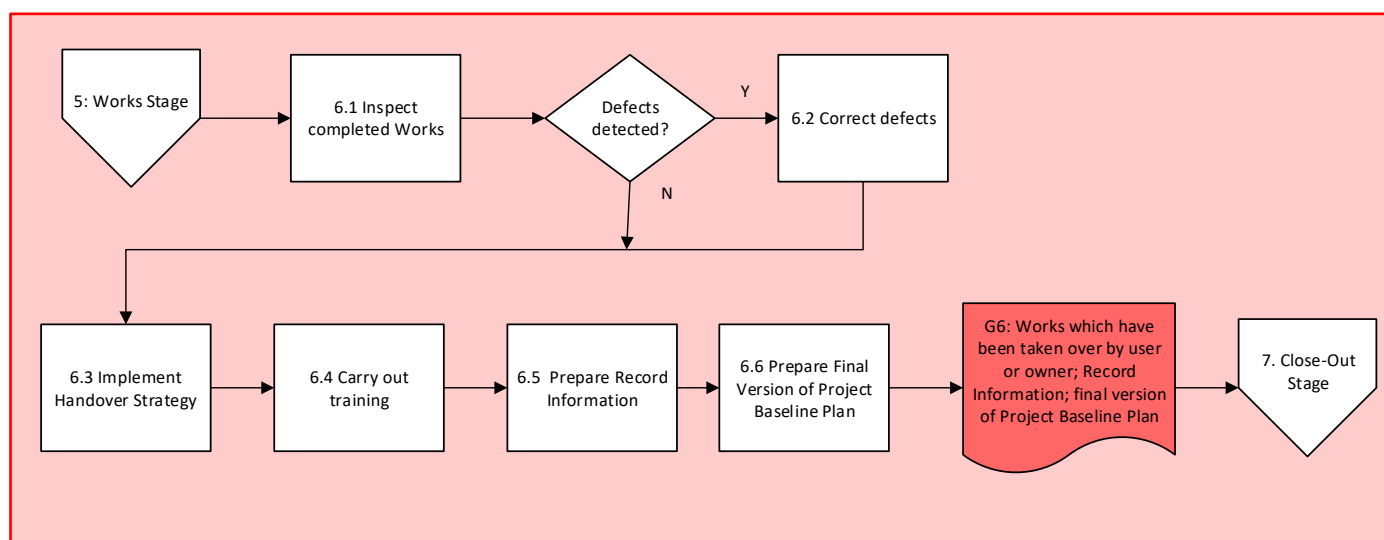 5: Works Stage
6.1 Inspect
completed Works
Defects
detected?
Y
6.2 Correct defects
N
6.3 Implement
Handover Strategy
6.4 Carry out
training
6.5  Prepare Record
Information
6.6 Prepare Final
Version of Project
Baseline Plan
G6: Works which have
been taken over by user
or owner; Record
Information; final version
of Project Baseline Plan
7. Close-Out
Stage